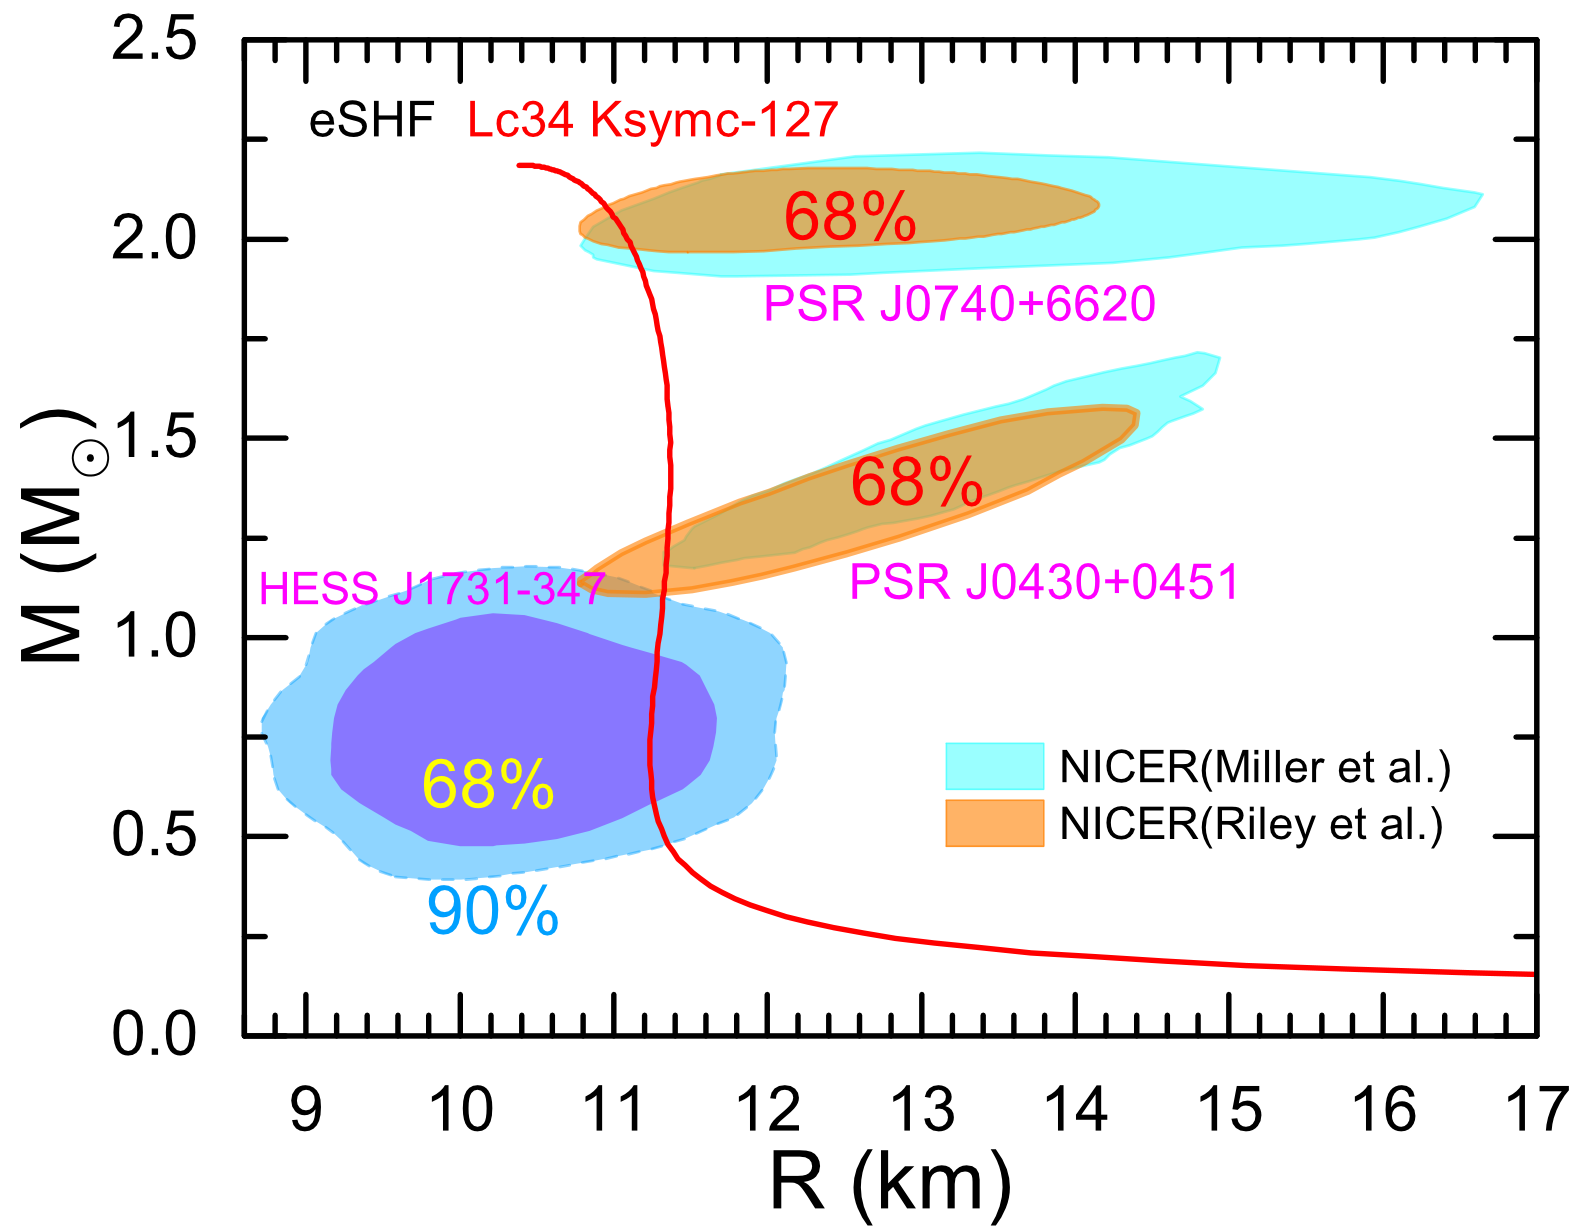 2.5
eSHF Lc34 Ksymc-127
68%
2.0
PSR J0740+6620
1.5
68%
M (M☉)
HESS J1731-347
PSR J0430+0451
1.0
NICER(Miller et al.)
68%
NICER(Riley et al.)
0.5
90%
0.0
9 10 11 12 13 14 15 16 17
R (km)